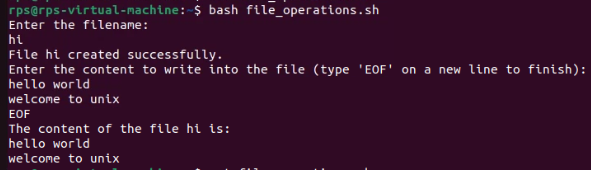 rps@rps-virtual-machine:~$ bash file_operations.sh
Enter the filename:
hi
File hi created successfully.
Enter the content to write into the file (type 'EOF' on a new line to finish):
hello world
welcome to unix
EOF
The content of the file hi is:
hello world
welcome to unix